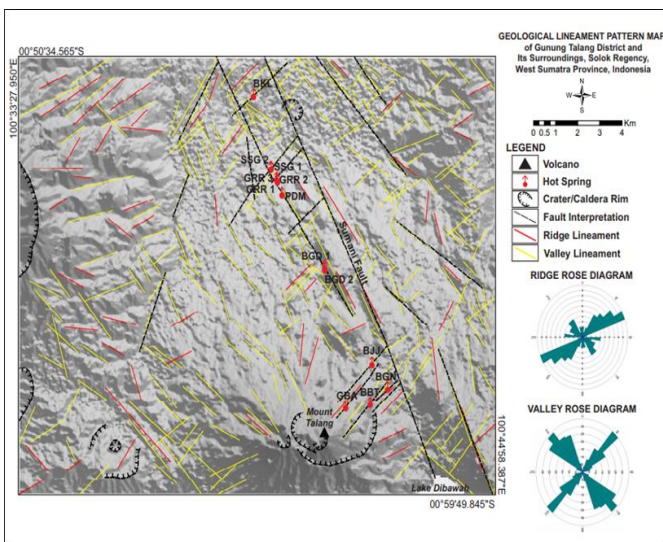 GEOLOGICAL LINEAMENT PATTERN MAP
of Gunung Talang District and
Its Surroundings, Solok Regency,
West Sumatra Province, Indonesia
N
W
E
S
0 0.5 1
2
3
4
Km
LEGEND
Volcano
Hot Spring
Crater/Caldera Rim
Fault Interpretation
Ridge Lineament
Valley Lineament
RIDGE ROSE DIAGRAM
VALLEY ROSE DIAGRAM
00°50'34.565"S
100°33'27.950"E
BKL
SSG 2
SSG 1
GRR 3
GRR 2
GRR 1
PDM
Sumani Fault
BGD 1
BGD 2
BJJ
BGN
GBA
BBT
Mount
Talang
Lake Dibawah
100°44'58.367"E
00°59'49.845"S